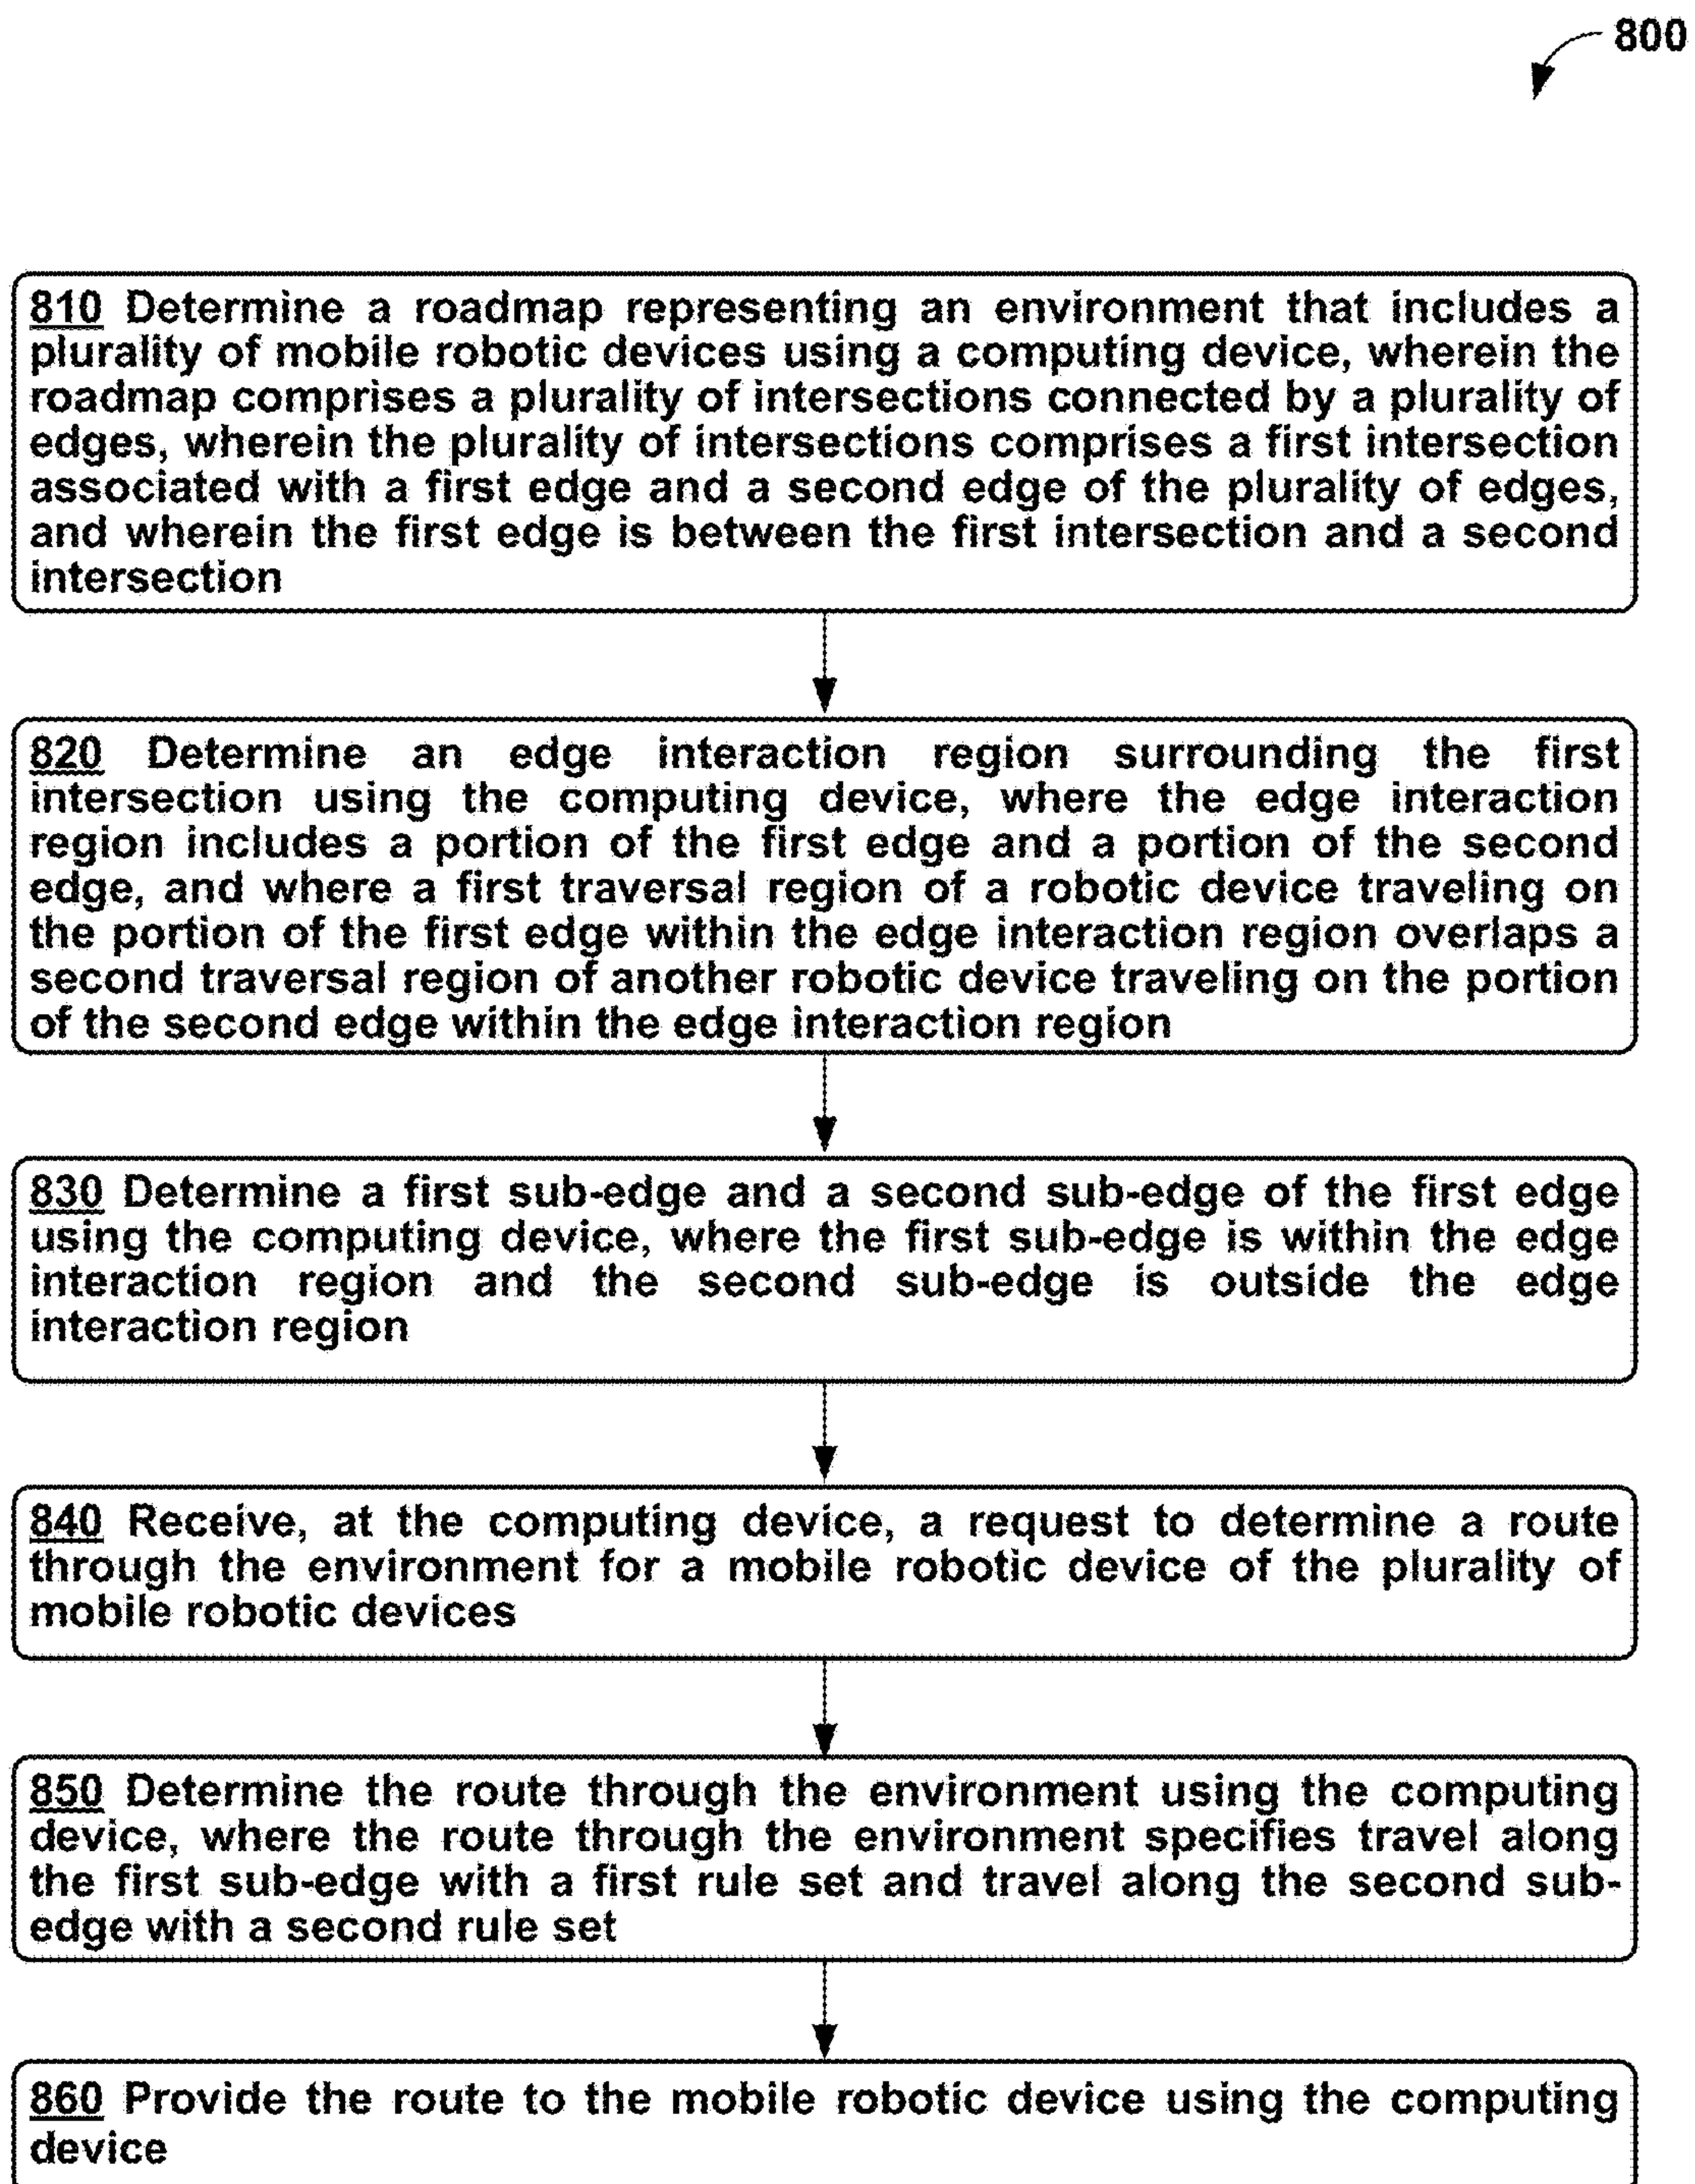 800
810 Determine a roadmap representing an environment that includes a
plurality of mobile robotic devices using a computing device, wherein the
roadmap comprises a plurality of intersections connected by a plurality of
edges, wherein the plurality of intersections comprises a first intersection
associated with a first edge and a second edge of the plurality of edges,
and wherein the first edge is between the first intersection and a second
intersection
820 Determine an edge interaction region surrounding the first
intersection using the computing device, where the edge interaction
region includes a portion of the first edge and a portion of the second
edge, and where a first traversal region of a robotic device traveling on
the portion of the first edge within the edge interaction region overlaps a
second traversal region of another robotic device traveling on the portion
of the second edge within the edge interaction region
830 Determine a first sub-edge and a second sub-edge of the first edge
using the computing device, where the first sub-edge is within the edge
interaction region and the second sub-edge is outside the edge
interaction region
840 Receive, at the computing device, a request to determine a route
through the environment for a mobile robotic device of the plurality of
mobile robotic devices
850 Determine the route through the environment using the computing
device, where the route through the environment specifies travel along
the first sub-edge with a first rule set and travel along the second sub-
edge with a second rule set
860 Provide the route to the mobile robotic device using the computing
device